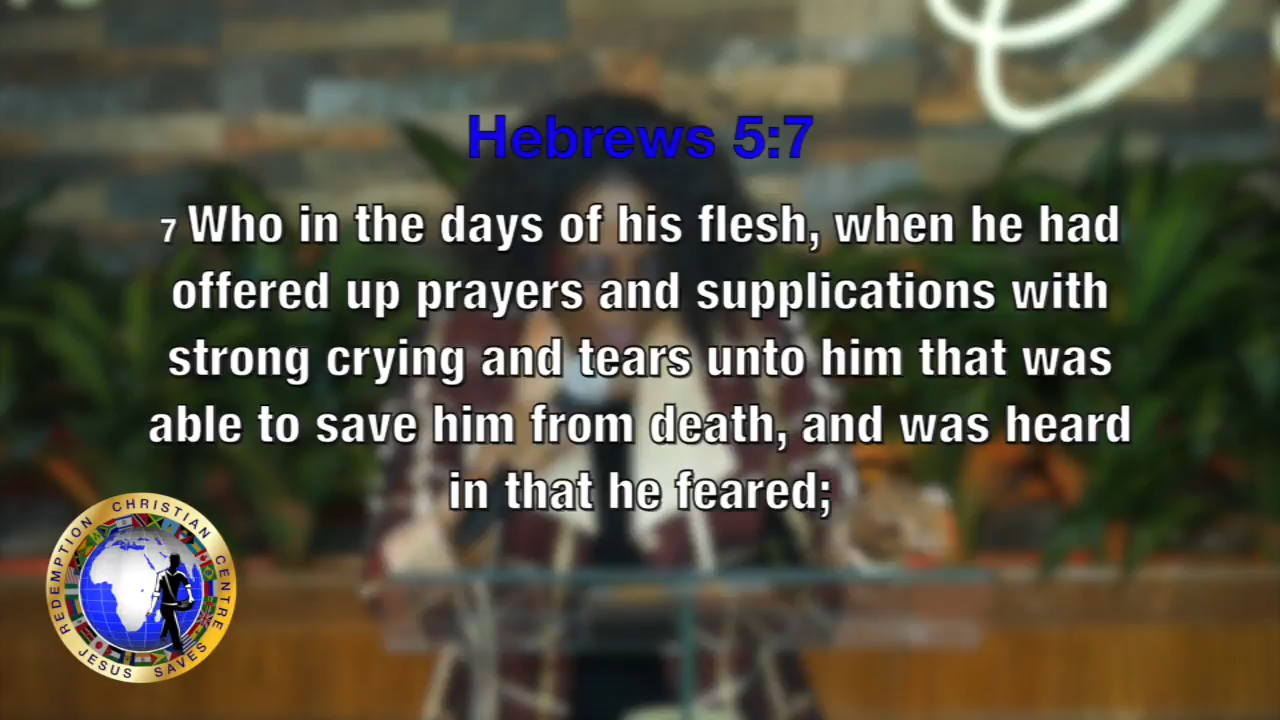 Hebrews 5:7
7 Who in the days of his flesh, when he had
offered up prayers and supplications with
strong crying and tears unto him that was
able to save him from death, and was heard
in that he feared;
REDEMPTION CHRISTIAN CENTRE
JESUS SAVES